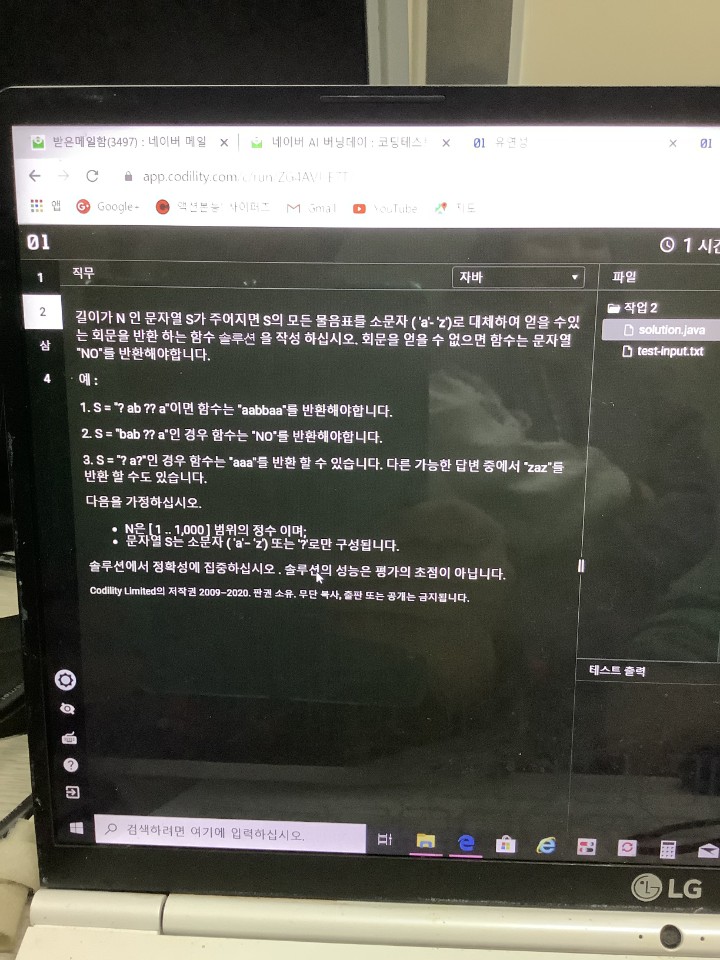 받은메일함(3497) : 네이버 메일 × 네이버 AI 버닝데이 : 코딩테스트 × 01 유연성 × 01
app.codility.com
앱 Google+ Gmail YouTube 지도
01 1 시간
1 직무 자바 파일
2
삼
4
작업 2
solution.java
test-input.txt
길이가 N 인 문자열 S가 주어지면 S의 모든 물음표를 소문자 ( 'a'- 'z')로 대체하여 얻을 수있
는 회문을 반환 하는 함수 솔루션 을 작성 하십시오. 회문을 얻을 수 없으면 함수는 문자열
"NO"를 반환해야합니다.
예 :
1. S = "? ab ?? a"이면 함수는 "aabbaa"를 반환해야합니다.
2. S = "bab ?? a"인 경우 함수는 "NO"를 반환해야합니다.
3. S = "? a?"인 경우 함수는 "aaa"를 반환 할 수 있습니다. 다른 가능한 답변 중에서 "zaz"를
반환 할 수도 있습니다.
다음을 가정하십시오.
• N은 [ 1 .. 1,000 ] 범위의 정수 이며;
• 문자열 S는 소문자 ( 'a'– 'z') 또는 '?'로만 구성됩니다.
솔루션에서 정확성에 집중하십시오 . 솔루션의 성능은 평가의 초점이 아닙니다.
Codility Limited의 저작권 2009–2020. 판권 소유. 무단 복사, 출판 또는 공개는 금지됩니다.
테스트 출력
검색하려면 여기에 입력하십시오.
LG